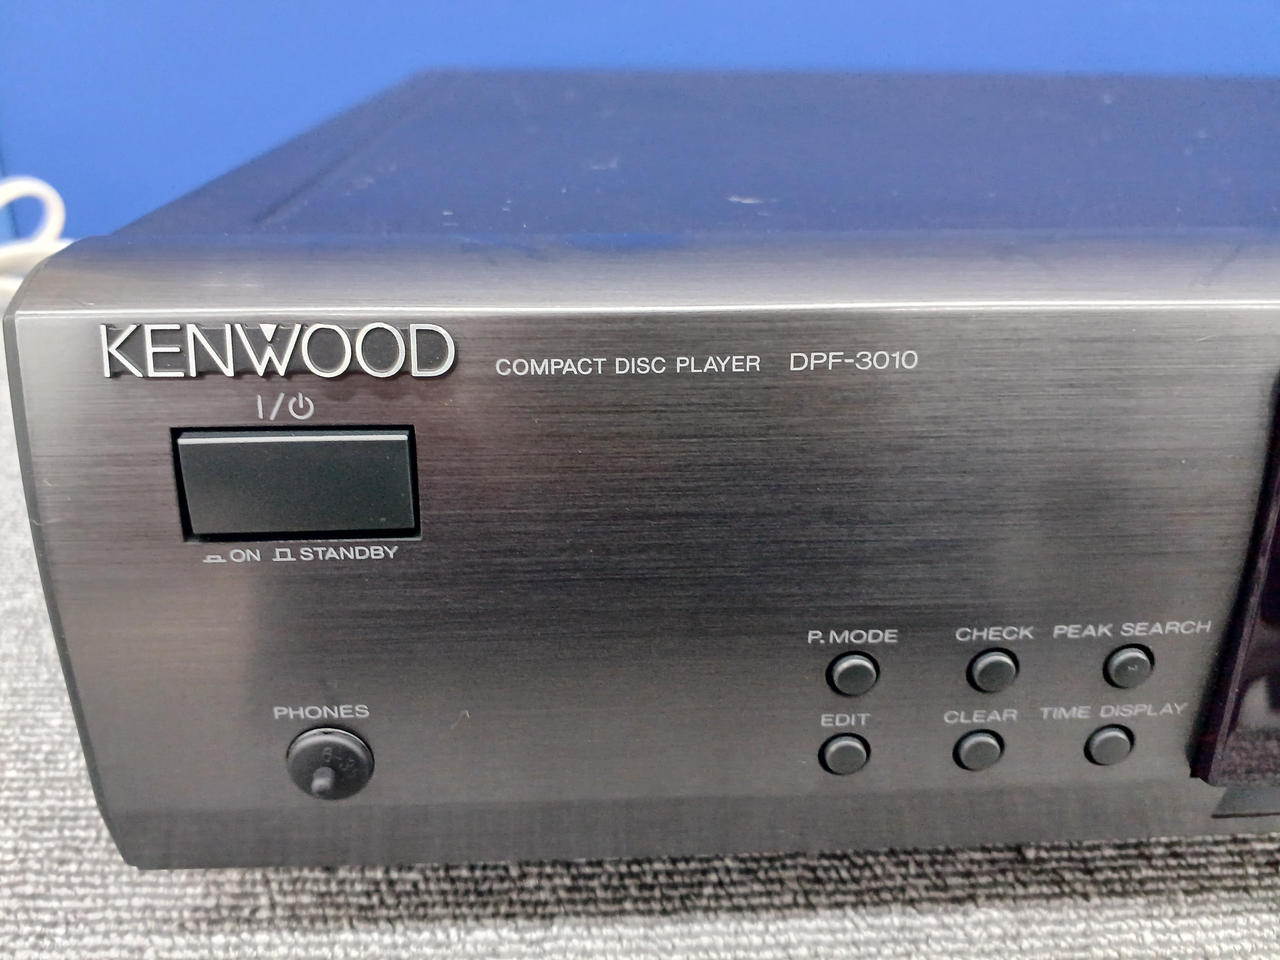 KENWOOD
COMPACT DISC PLAYER DPF-3010
I/⏻
ON STANDBY
P.MODE CHECK PEAK SEARCH
PHONES
EDIT CLEAR TIME DISPLAY